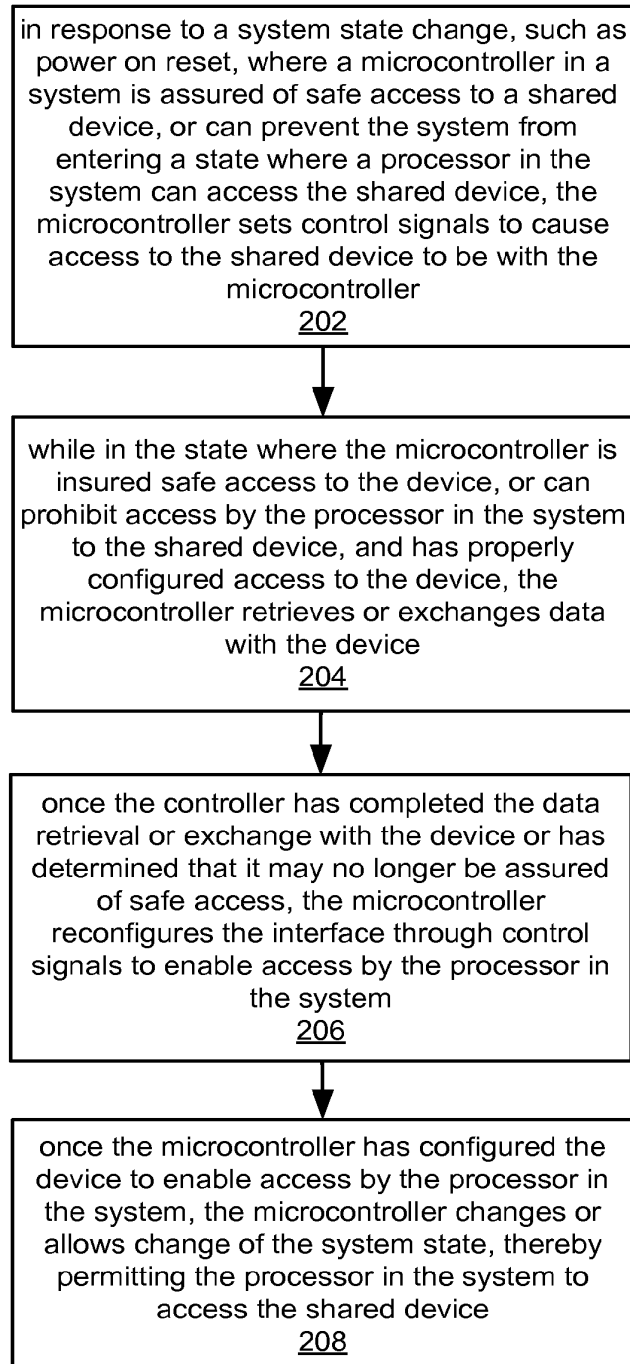 in response to a system state change, such as
power on reset, where a microcontroller in a
system is assured of safe access to a shared
device, or can prevent the system from
entering a state where a processor in the
system can access the shared device, the
microcontroller sets control signals to cause
access to the shared device to be with the
microcontroller
202
while in the state where the microcontroller is
insured safe access to the device, or can
prohibit access by the processor in the system
to the shared device, and has properly
configured access to the device, the
microcontroller retrieves or exchanges data
with the device
204
once the controller has completed the data
retrieval or exchange with the device or has
determined that it may no longer be assured
of safe access, the microcontroller
reconfigures the interface through control
signals to enable access by the processor in
the system
206
once the microcontroller has configured the
device to enable access by the processor in
the system, the microcontroller changes or
allows change of the system state, thereby
permitting the processor in the system to
access the shared device
208